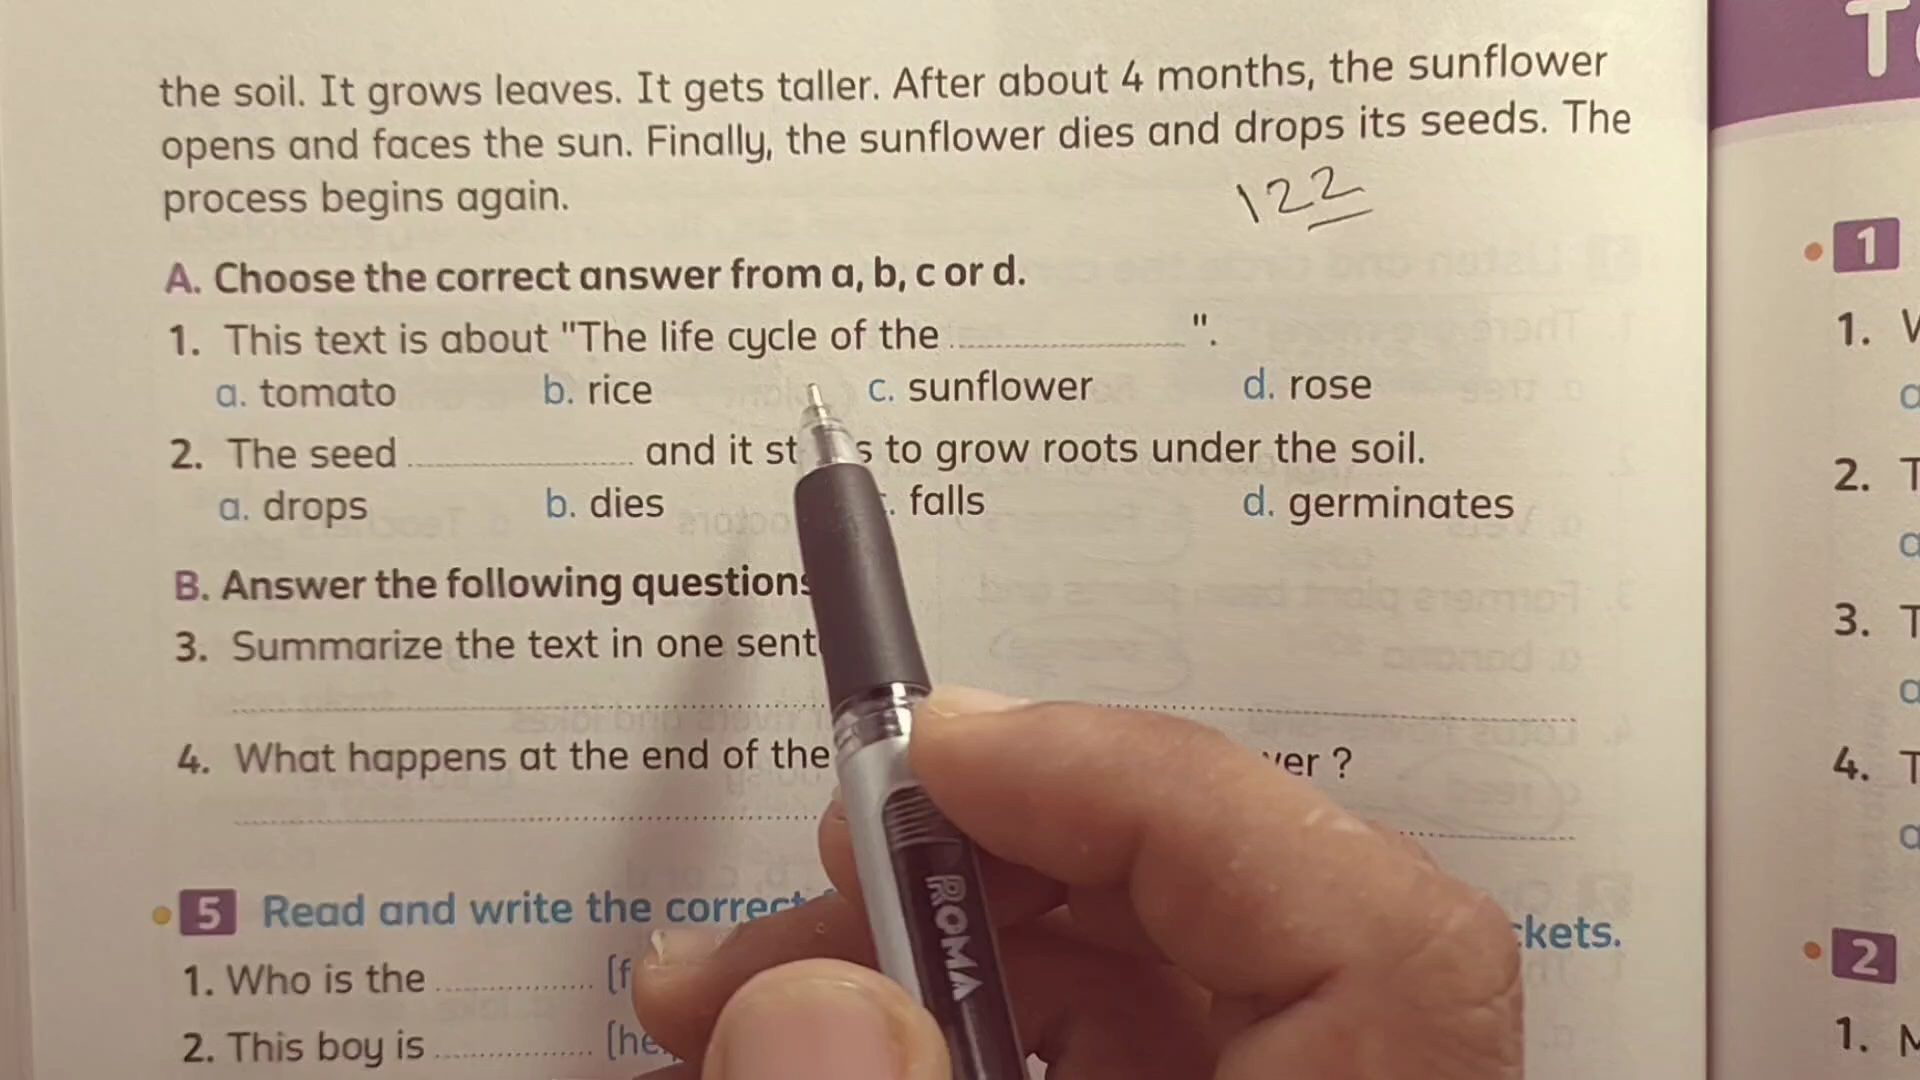 the soil. It grows leaves. It gets taller. After about 4 months, the sunflower
opens and faces the sun. Finally, the sunflower dies and drops its seeds. The
process begins again.
122
A. Choose the correct answer from a, b, c or d.
1. This text is about "The life cycle of the ............ ".
a. tomato b. rice c. sunflower d. rose
2. The seed ............ and it st s to grow roots under the soil.
a. drops b. dies . falls d. germinates
B. Answer the following questions
3. Summarize the text in one sent
4. What happens at the end of the ver ?
5 Read and write the correct ckets.
1. Who is the ............ (f
2. This boy is ............ (he
ROMA
1
1.
2.
3.
4.
2
1.